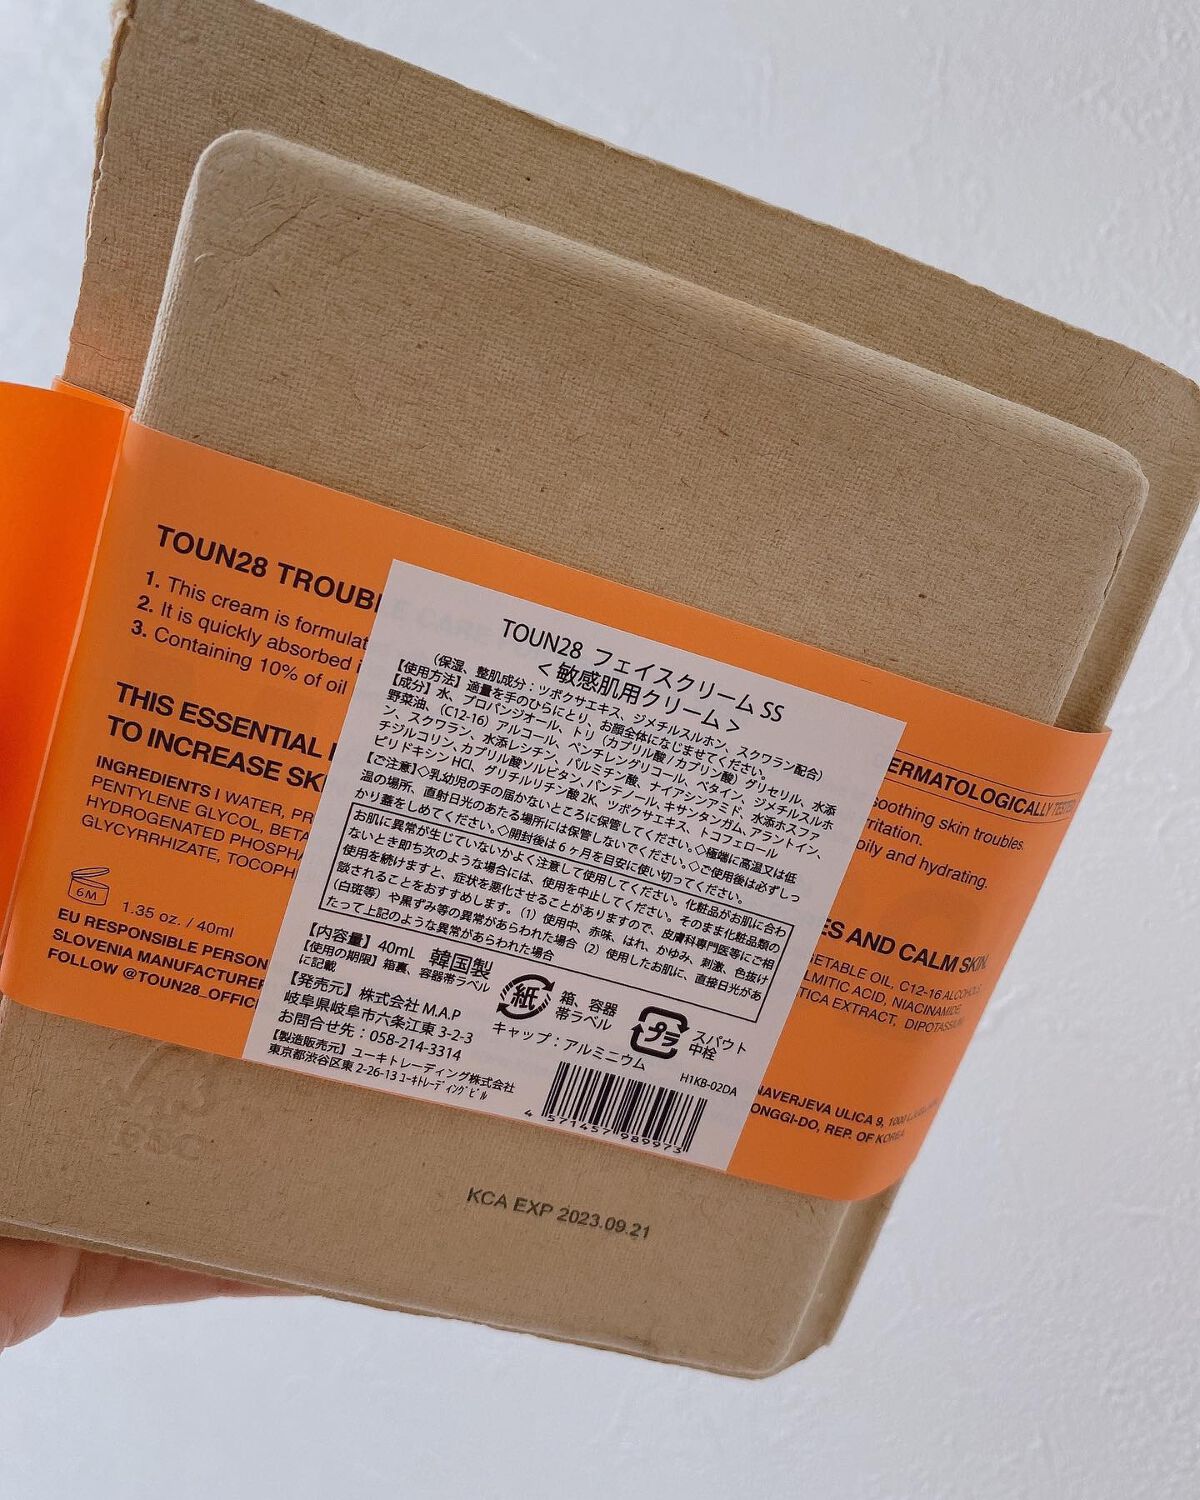 TOUN28 TROUBLE CARE
1. This cream is formulat
2. It is quickly absorbed i
3. Containing 10% of oil
THIS ESSENTIAL
TO INCREASE SK
INGREDIENTS I WATER, PR
PENTYLENE GLYCOL, BETA
HYDROGENATED PHOSPHA
GLYCYRRHIZATE, TOCOPH
6M
1.35 oz. / 40ml
EU RESPONSIBLE PERSON
SLOVENIA MANUFACTURER
FOLLOW @TOUN28_OFFIC
TOUN28 フェイスクリーム SS
＜敏感肌用クリーム＞
(保湿、整肌成分：ツボクサエキス、ジメチルスルホン、スクワラン配合)
【使用方法】適量を手のひらにとり、お顔全体になじませてください。
【成分】水、プロパンジオール、トリ（カプリル酸/カプリン酸）グリセリル、水添
野菜油、(C12-16) アルコール、ペンチレングリコール、ベタイン、ジメチルスルホ
ン、スクワラン、水添レシチン、パルミチン酸、ナイアシンアミド、水添ホスファ
チジルコリン、カプリル酸ソルビタン、パンテノール、キサンタンガム、アラントイン、
ピリドキシン HCl、グリチルリチン酸 2K、ツボクサエキス、トコフェロール
【ご注意】◇乳幼児の手の届かないところに保管してください。◇極端に高温又は低
温の場所、直射日光のあたる場所には保管しないでください。◇ご使用後は必ずしっ
かり蓋をしめてください。◇開封後は 6 ヶ月を目安に使い切ってください。
お肌に異常が生じていないかよく注意して使用してください。化粧品がお肌に合わ
ないとき即ち次のような場合には、使用を中止してください。そのまま化粧品類の
使用を続けますと、症状を悪化させることがありますので、皮膚科専門医等にご相
談されることをおすすめします。(1) 使用中、赤味、はれ、かゆみ、刺激、色抜け
（白斑等）や黒ずみ等の異常があらわれた場合 (2) 使用したお肌に、直接日光があ
たって上記のような異常があらわれた場合
【内容量】 40mL 韓国製
【使用の期限】箱裏、容器帯ラベル
に記載
【発売元】 株式会社 M.A.P
岐阜県岐阜市六条江東 3-2-3
お問合せ先：058-214-3314
【製造販売元】ユーキトレーディング株式会社
東京都渋谷区東 2-26-13 ユーキトレーディングビル
紙
箱、容器
帯ラベル
キャップ：アルミニウム
プラ
スパウト
中栓
H1KB-02DA
4 571457 989973
ERMATOLOGICALLY TESTED
soothing skin troubles.
ritation.
oily and hydrating.
ES AND CALM SKIN.
ETABLE OIL, C12-16 ALCOHOLS
LMITIC ACID, NIACINAMIDE,
TICA EXTRACT, DIPOTASSIUM
NAVERJEVA ULICA 9, 1000
ONGGI-DO, REP. OF KOREA
KCA EXP 2023.09.21